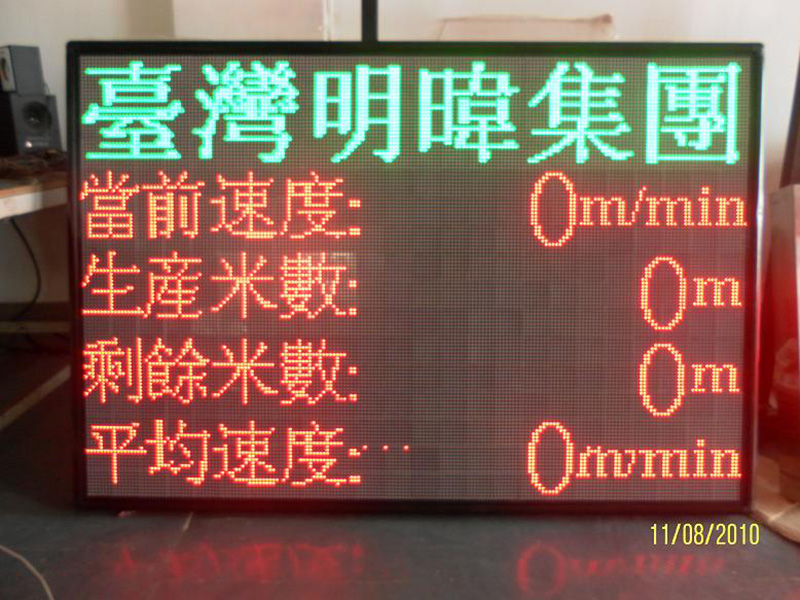 臺灣明暐集團
當前速度: 0m/min
生產米數: 0m
剩餘米數: 0m
平均速度:... 0m/min
11/08/2010